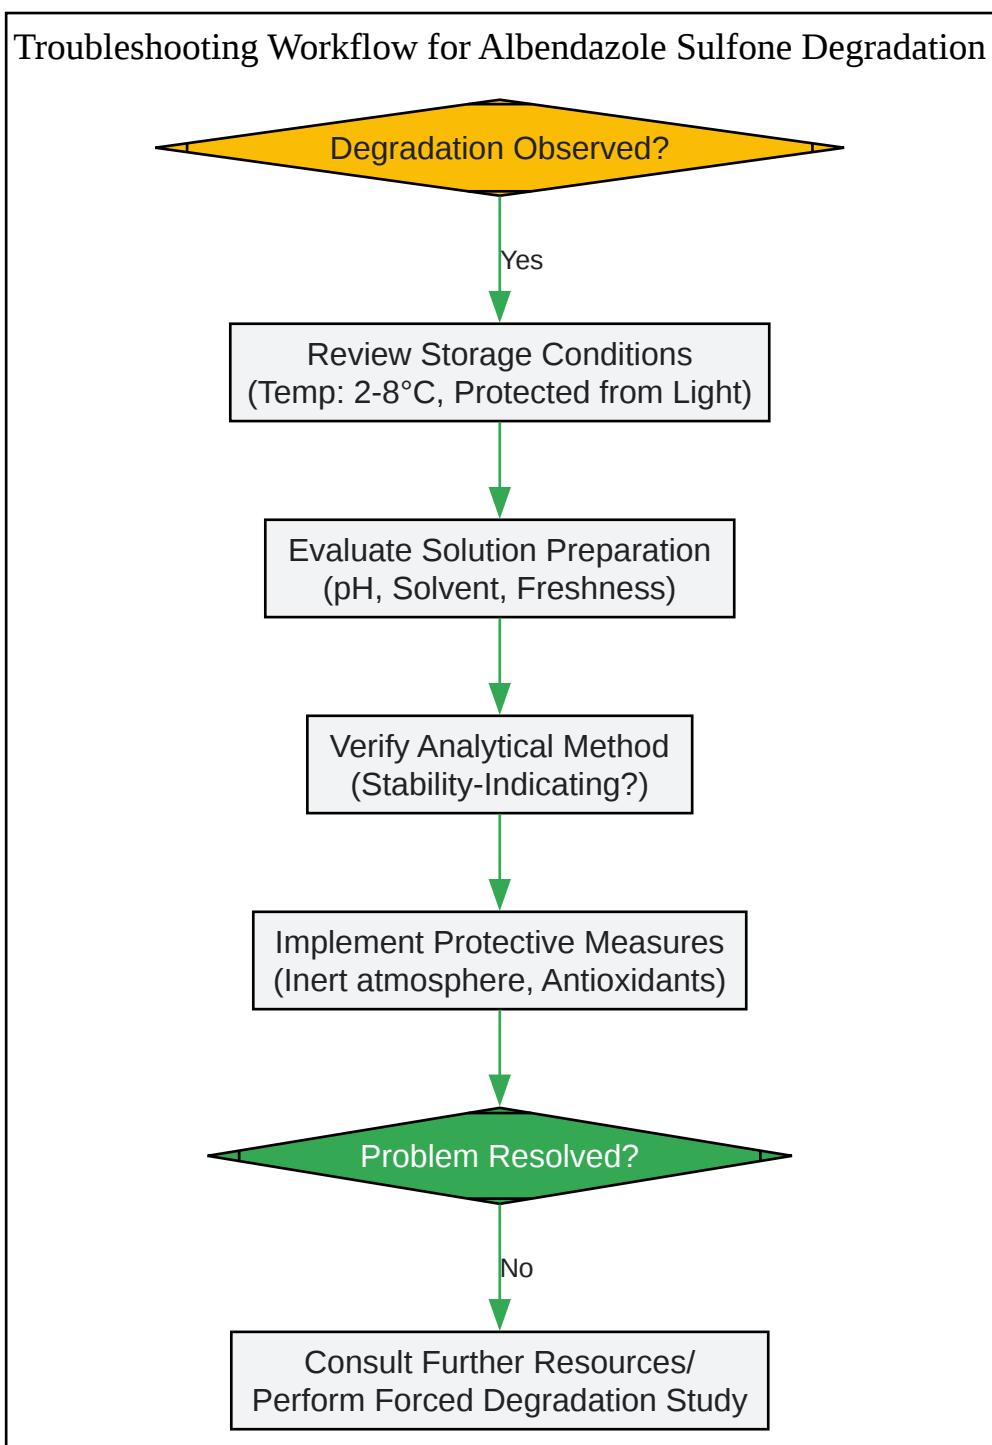 Troubleshooting Workflow for Albendazole Sulfone Degradation
Degradation Observed?
Yes
Review Storage Conditions
(Temp: 2-8°C, Protected from Light)
Evaluate Solution Preparation
(pH, Solvent, Freshness)
Verify Analytical Method
(Stability-Indicating?)
Implement Protective Measures
(Inert atmosphere, Antioxidants)
Problem Resolved?
No
Consult Further Resources/
Perform Forced Degradation Study